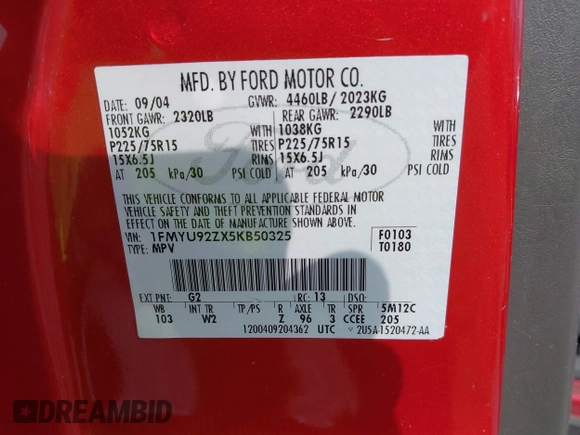 MFD. BY FORD MOTOR CO.
DATE: 09/04 GVWR: 4460LB/ 2023KG
FRONT GAWR: 2320LB REAR GAWR: 2290LB
1052KG WITH 1038KG WITH
P225/75R15 TIRES P225/75R15 TIRES
15X6.5J RIMS 15X6.5J RIMS
AT 205 kPa/30 PSI COLD AT 205 kPa/30 PSI COLD
THIS VEHICLE CONFORMS TO ALL APPLICABLE FEDERAL MOTOR
VEHICLE SAFETY AND THEFT PREVENTION STANDARDS IN
EFFECT ON THE DATE OF MANUFACTURE SHOWN ABOVE.
VIN: 1FMYU92ZX5KB50325 F0103
TYPE: MPV T0180
Ford
EXT PNT: G2 RC: 13 DSO:
WB INT TR TP/PS R AXLE TR SPR 5M12C
103 W2 Z 96 3 CCEE 205
1200409204362 UTC 2U5A-1520472-AA
DREAMBID